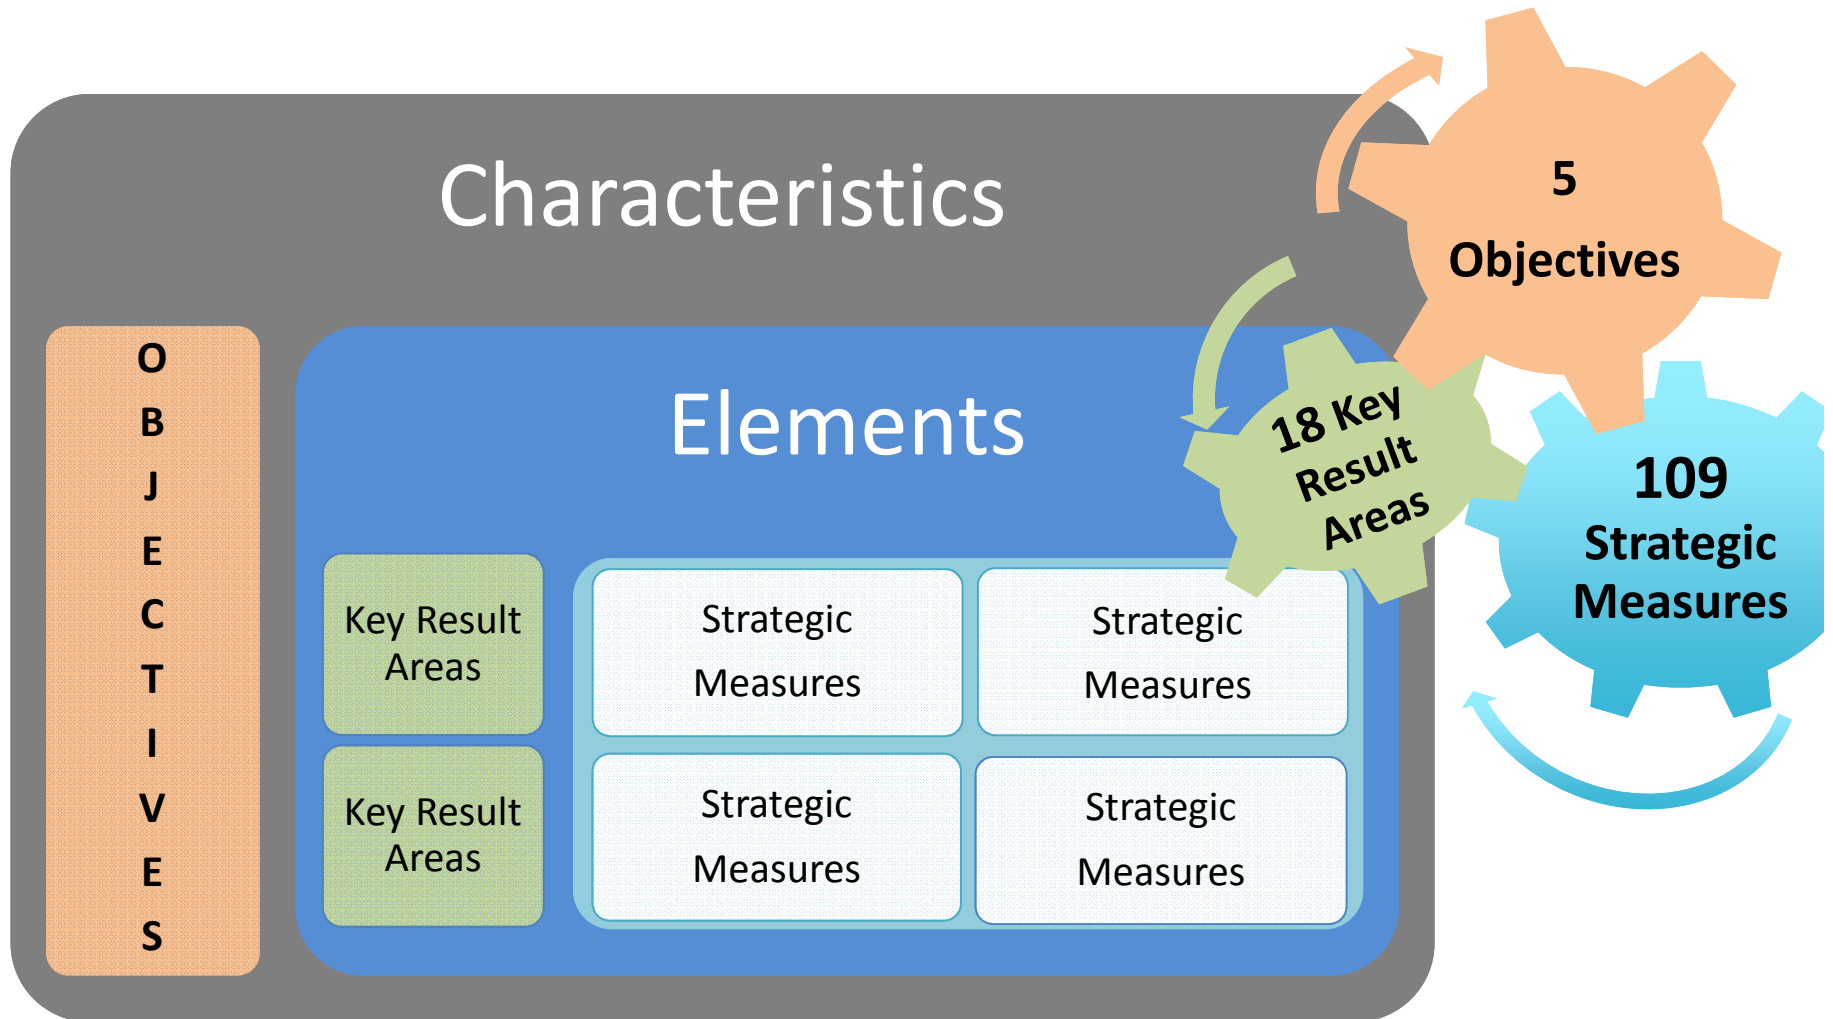 Characteristics
5
Objectives
O
B
J
E
C
T
I
V
E
S
Elements
18 Key
Result
Areas
109
Strategic
Measures
Key Result
Areas
Strategic
Measures
Strategic
Measures
Key Result
Areas
Strategic
Measures
Strategic
Measures